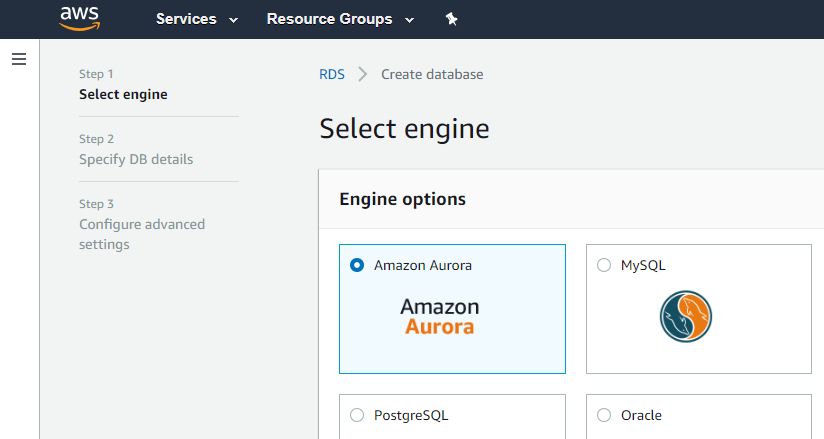 aws Services Resource Groups
Step 1
Select engine
Step 2
Specify DB details
Step 3
Configure advanced
settings
RDS Create database
Select engine
Engine options
Amazon Aurora
Amazon
Aurora
MySQL
PostgreSQL
Oracle